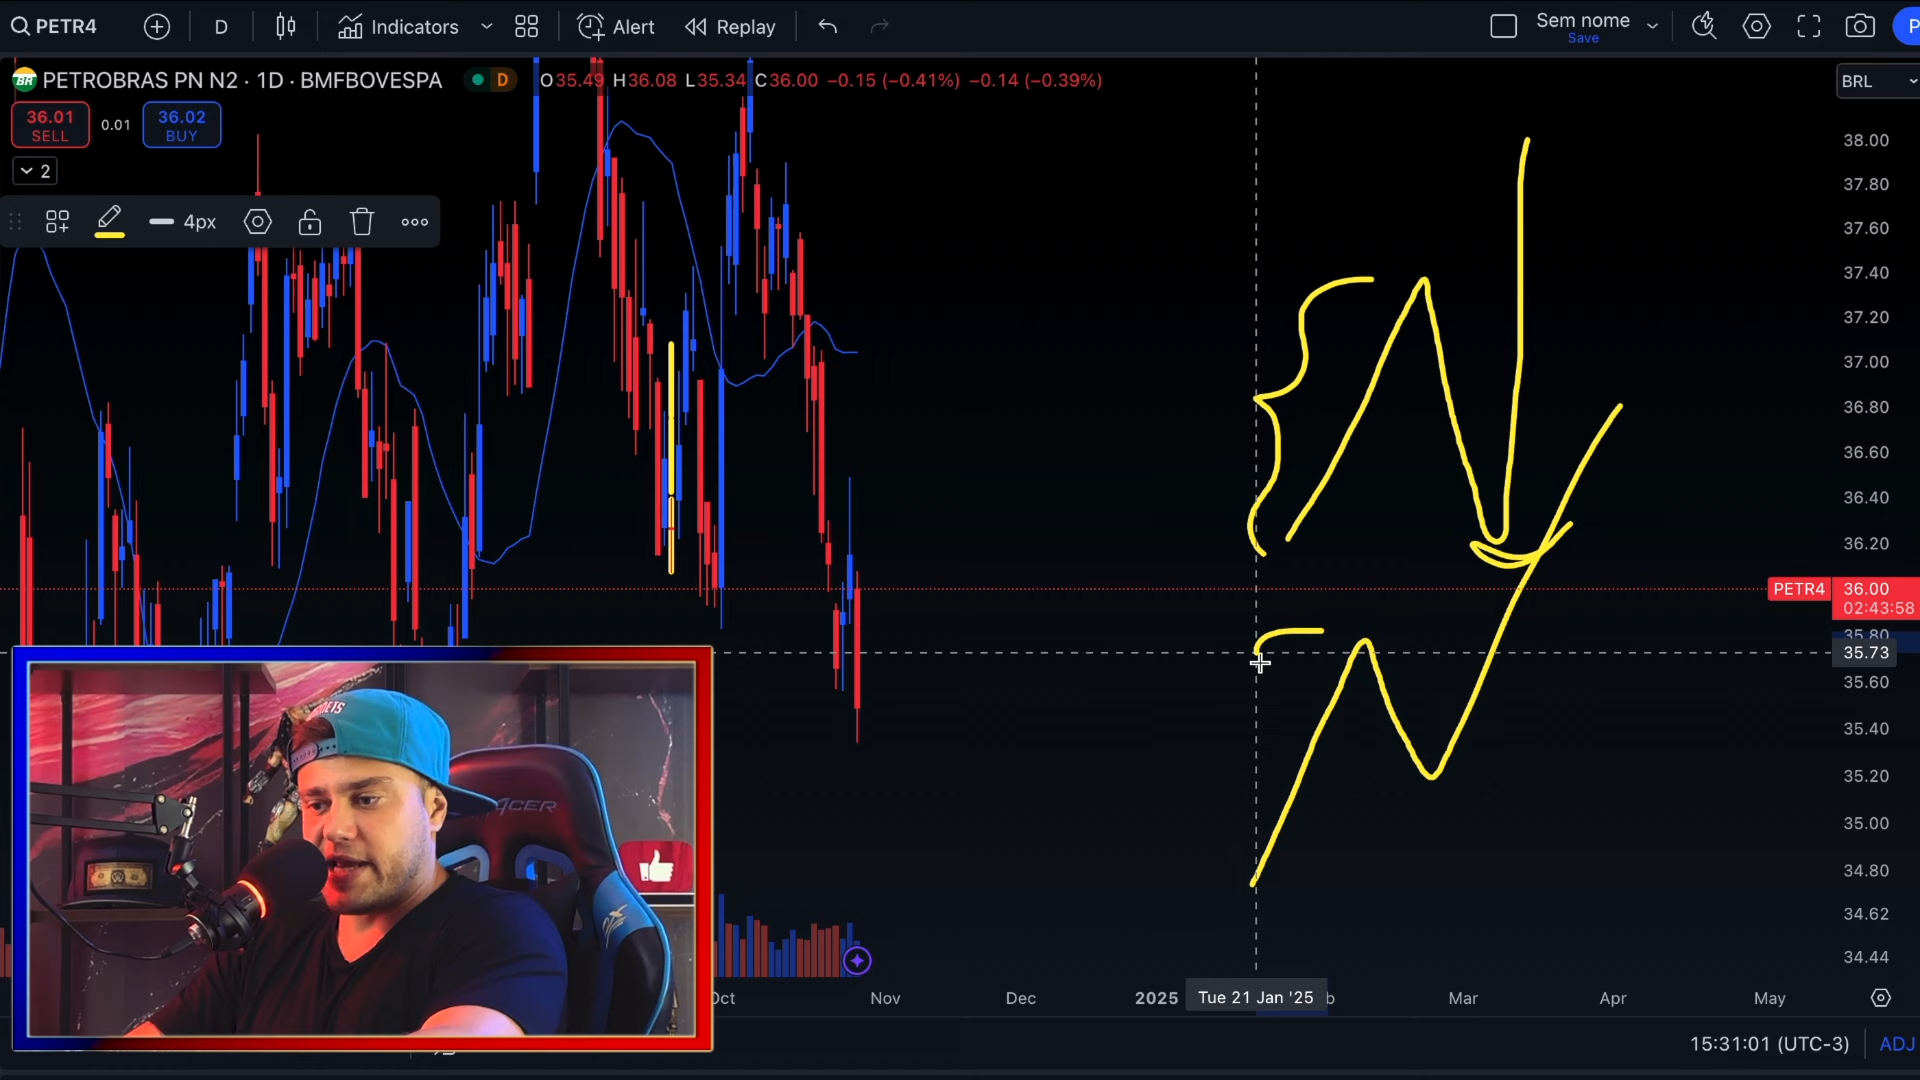 PETR4
D
Indicators
Alert
Replay
Sem nome
Save
P
PETROBRAS PN N2 · 1D · BMFBOVESPA
D
O35.49 H36.08 L35.34 C36.00 −0.15 (−0.41%) −0.14 (−0.39%)
BRL
36.01
SELL
0.01
36.02
BUY
2
4px
38.00
37.80
37.60
37.40
37.20
37.00
36.80
36.60
36.40
36.20
PETR4
36.00
02:43:58
35.80
35.73
35.60
35.40
35.20
35.00
34.80
34.62
34.44
Oct
Nov
Dec
2025
Tue 21 Jan '25
b
Mar
Apr
May
15:31:01 (UTC-3)
ADJ